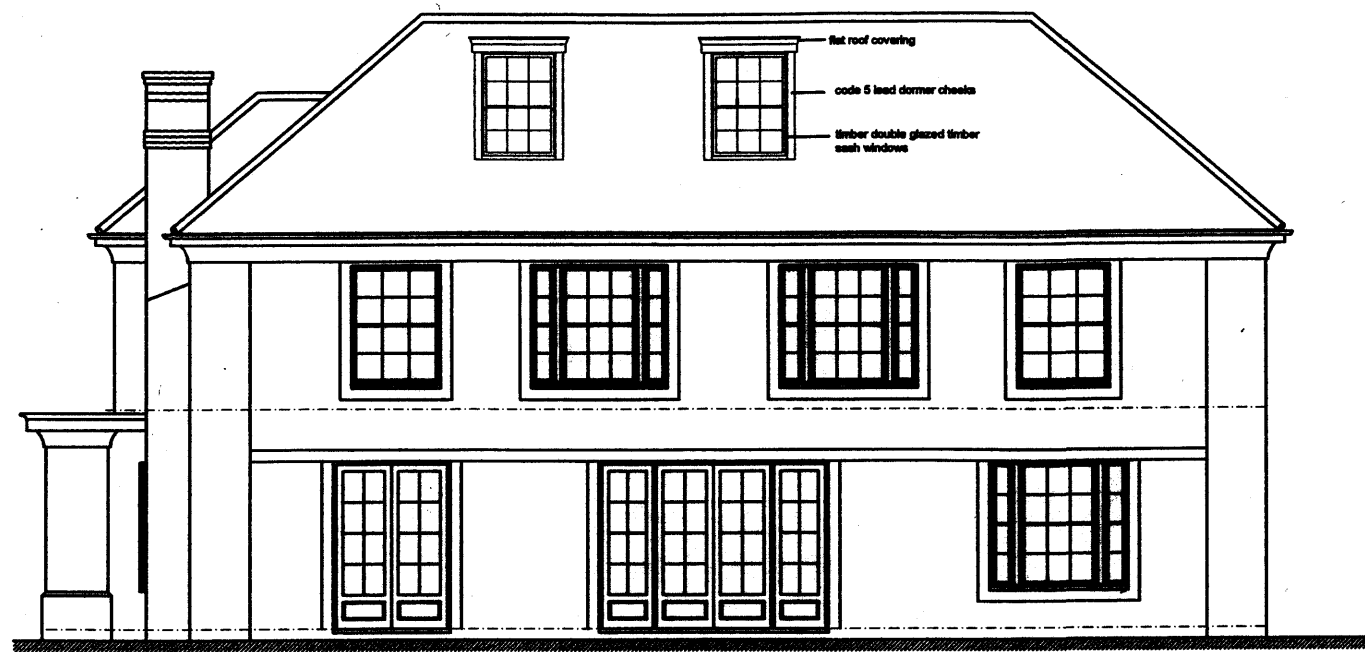 flat roof covering
code 5 lead dormer cheeks
timber double glazed timber
sash windows